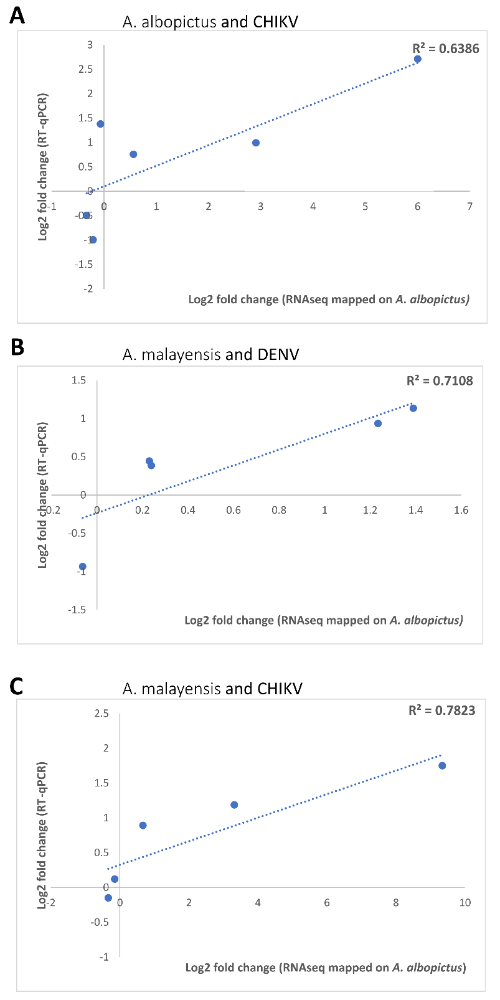 A
A. albopictus and CHIKV
R² = 0.6386
3
2.5
2
1.5
1
0.5
0
-0.5
-1
-1.5
-2
-1 0 1 2 3 4 5 6 7
Log2 fold change (RT-qPCR)
Log2 fold change (RNAseq mapped on A. albopictus)
B
A. malayensis and DENV
R² = 0.7108
1.5
1
0.5
0
-0.5
-1
-1.5
-0.2 0 0.2 0.4 0.6 0.8 1 1.2 1.4 1.6
Log2 fold change (RT-qPCR)
Log2 fold change (RNAseq mapped on A. albopictus)
C
A. malayensis and CHIKV
R² = 0.7823
2.5
2
1.5
1
0.5
0
-0.5
-1
-2 0 2 4 6 8 10
Log2 fold change (RT-qPCR)
Log2 fold change (RNAseq mapped on A. albopictus)